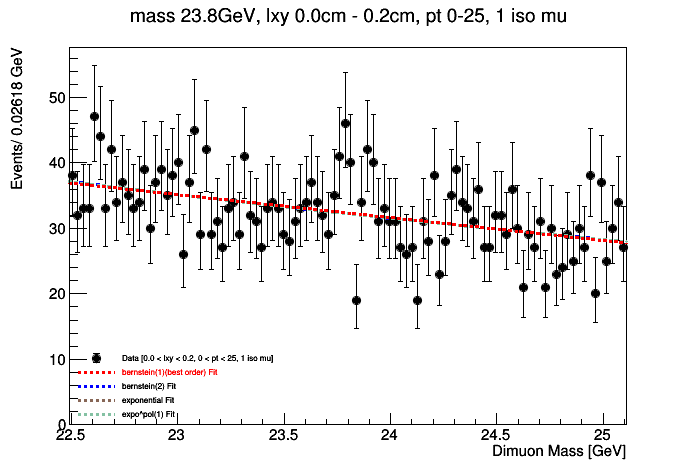 mass 23.8GeV, lxy 0.0cm - 0.2cm, pt 0-25, 1 iso mu
Events/ 0.02618 GeV
50
40
30
20
10
0
Data [0.0 < lxy < 0.2, 0 < pt < 25, 1 iso mu]
bernstein(1)(best order) Fit
bernstein(2) Fit
exponential Fit
expo*pol(1) Fit
22.5 23 23.5 24 24.5 25
Dimuon Mass [GeV]